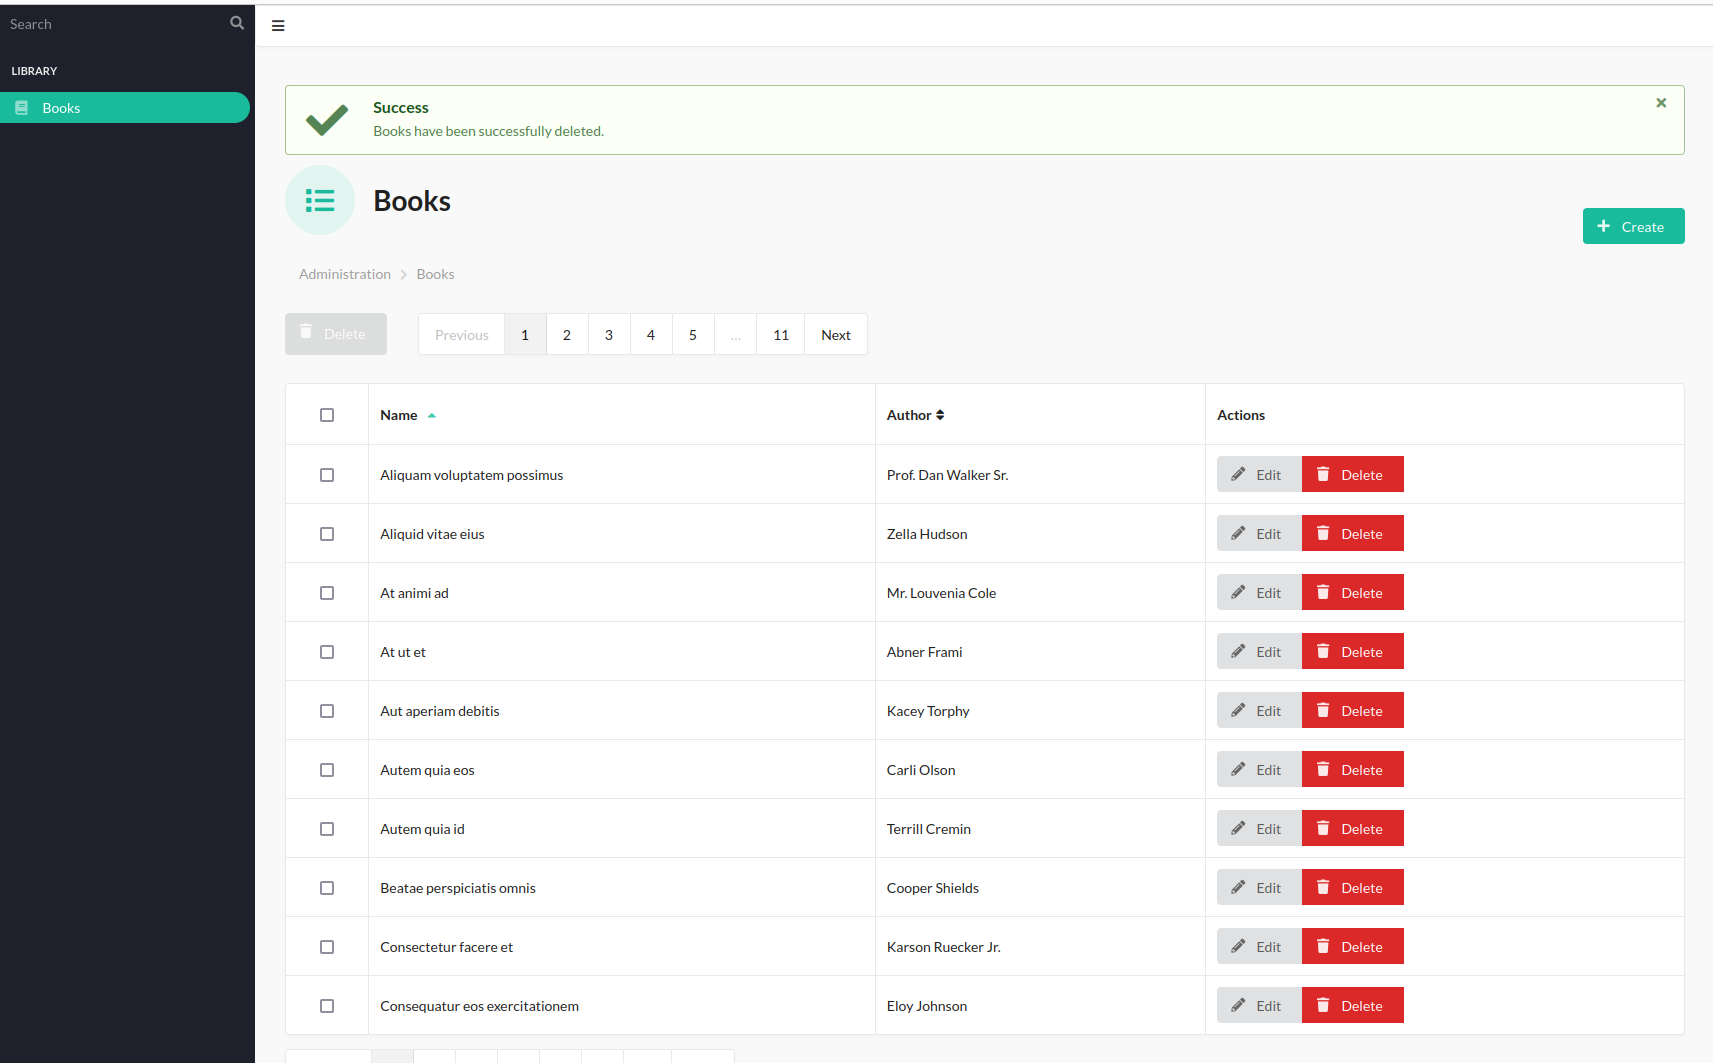 Search
LIBRARY
Books
Success
Books have been successfully deleted.
Books
Create
Administration Books
Delete Previous 1 2 3 4 5 ... 11 Next
Name Author Actions
Aliquam voluptatem possimus Prof. Dan Walker Sr. Edit Delete
Aliquid vitae eius Zella Hudson Edit Delete
At animi ad Mr. Louvenia Cole Edit Delete
At ut et Abner Frami Edit Delete
Aut aperiam debitis Kacey Torphy Edit Delete
Autem quia eos Carli Olson Edit Delete
Autem quia id Terrill Cremin Edit Delete
Beatae perspiciatis omnis Cooper Shields Edit Delete
Consectetur facere et Karson Ruecker Jr. Edit Delete
Consequatur eos exercitationem Eloy Johnson Edit Delete